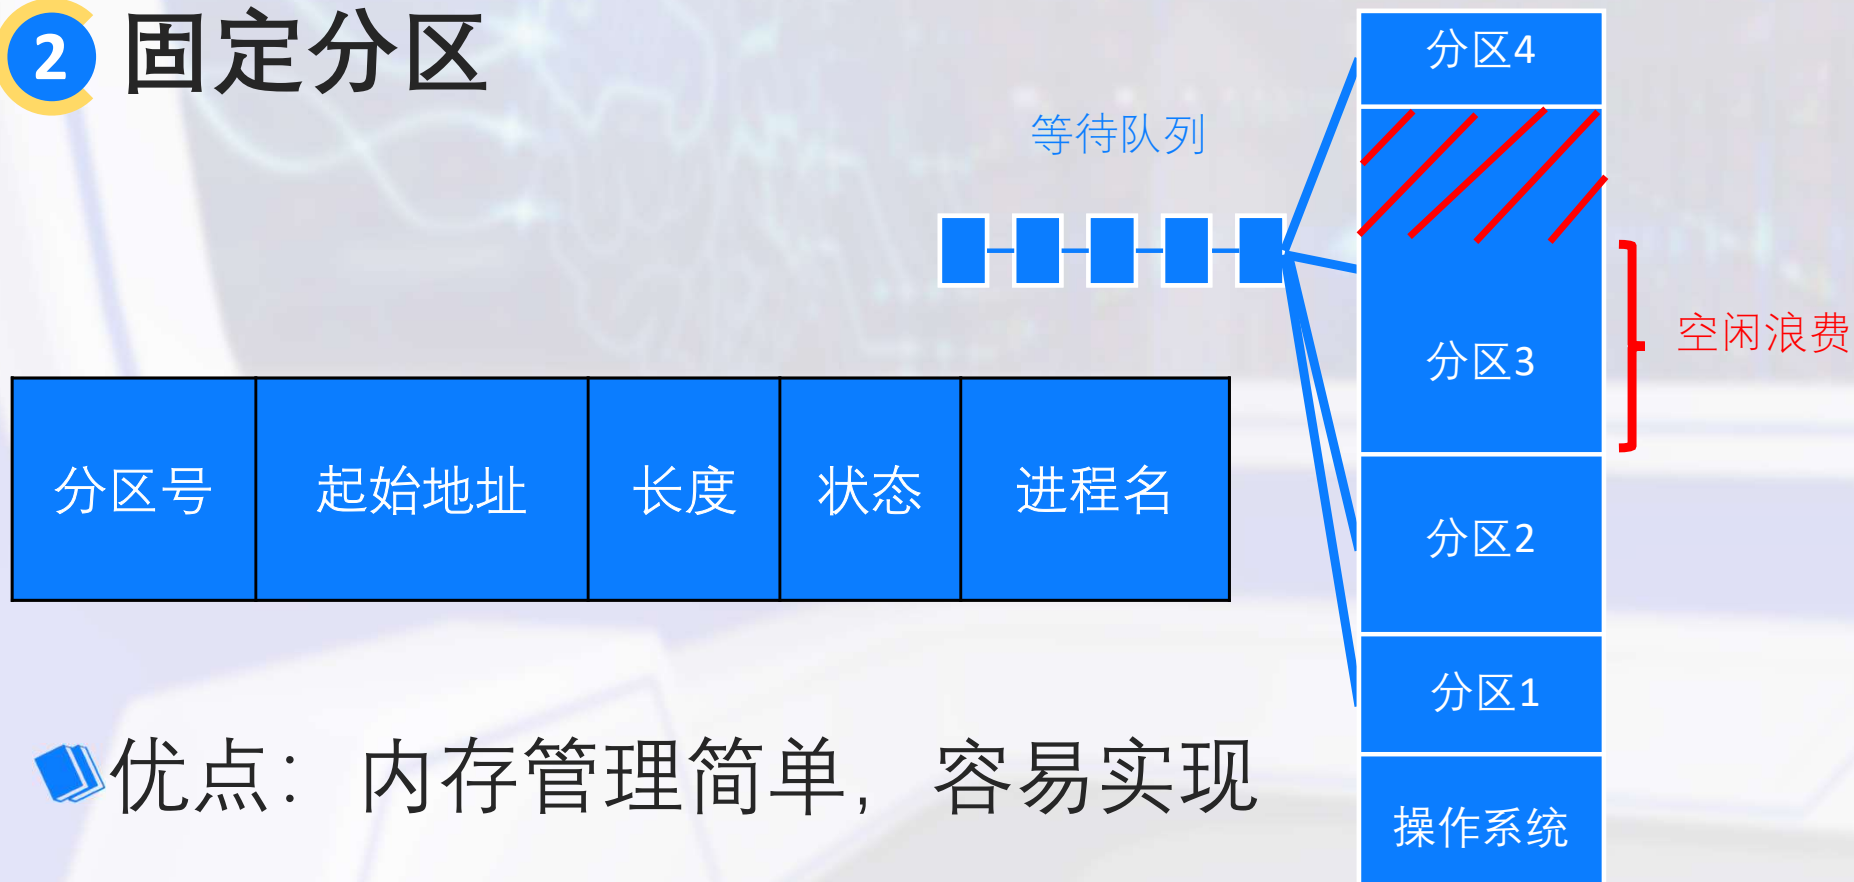 2 固定分区
等待队列
分区号 起始地址 长度 状态 进程名
优点：内存管理简单，容易实现
分区4
分区3
空闲浪费
分区2
分区1
操作系统